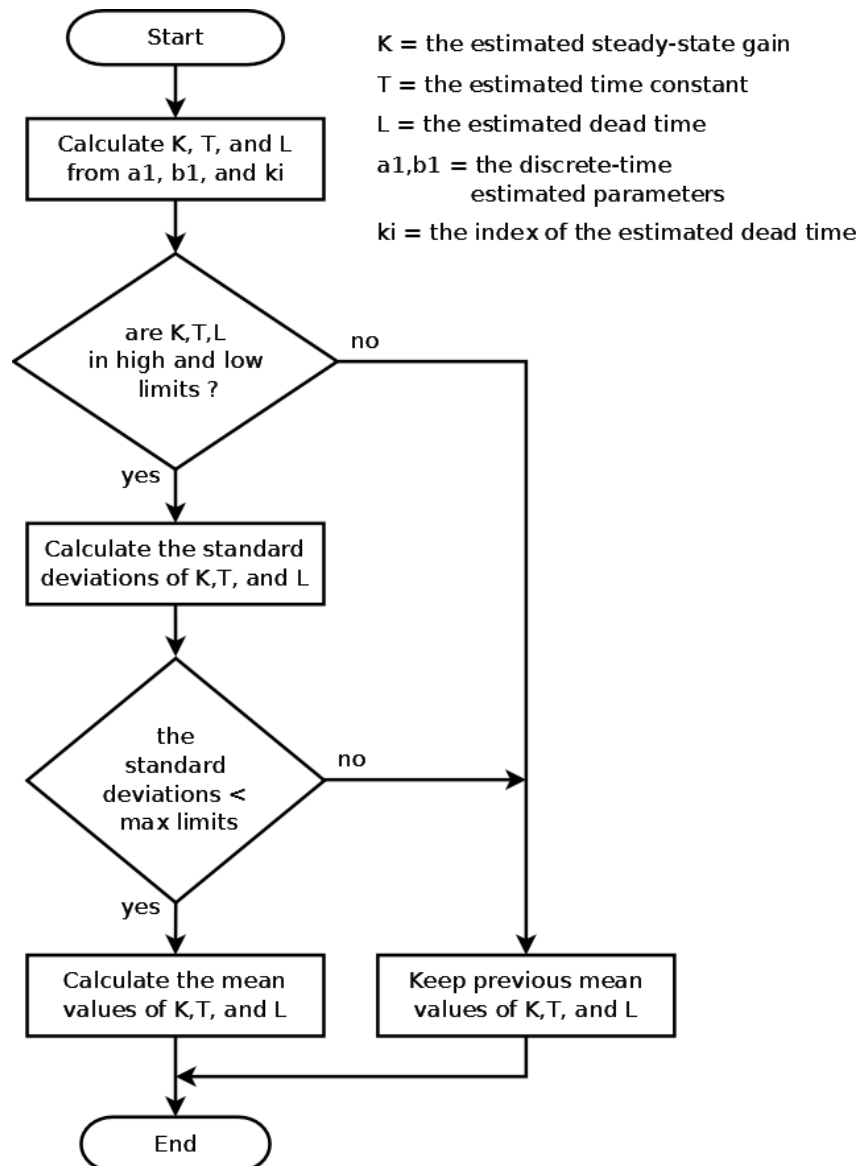 Start
K = the estimated steady-state gain
T = the estimated time constant
L = the estimated dead time
a1,b1 = the discrete-time
estimated parameters
ki = the index of the estimated dead time
Calculate K, T, and L
from a1, b1, and ki
are K,T,L
in high and low
limits ?
no
yes
Calculate the standard
deviations of K,T, and L
the
standard
deviations <
max limits
no
yes
Calculate the mean
values of K,T, and L
Keep previous mean
values of K,T, and L
End